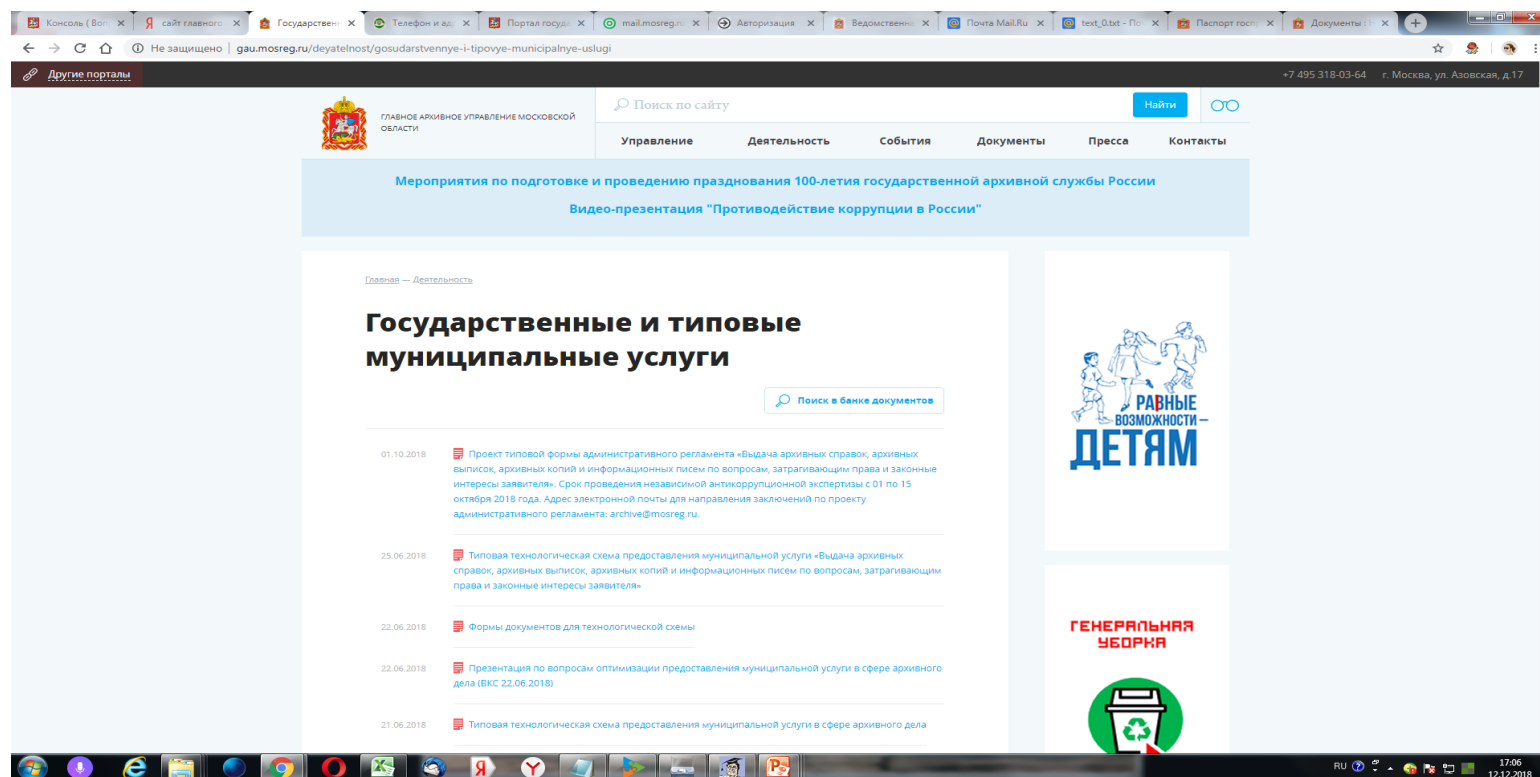 Консоль ( Воп
сайт главного
Государствен
Телефон и ад
Портал госуд
mail.mosreg.ru
Авторизация
Ведомственна
Почта Mail.Ru
text_0.txt - По
Паспорт госп
Документы
Не защищено | gau.mosreg.ru/deyatelnost/gosudarstvennye-i-tipovye-municipalnye-uslugi
Другие порталы
+7 495 318-03-64 г. Москва, ул. Азовская, д.17
ГЛАВНОЕ АРХИВНОЕ УПРАВЛЕНИЕ МОСКОВСКОЙ
ОБЛАСТИ
Поиск по сайту
Найти
Управление Деятельность События Документы Пресса Контакты
Мероприятия по подготовке и проведению празднования 100-летия государственной архивной службы России
Видео-презентация "Противодействие коррупции в России"
Главная — Деятельность
Государственные и типовые
муниципальные услуги
Поиск в банке документов
01.10.2018 Проект типовой формы административного регламента «Выдача архивных справок, архивных
выписок, архивных копий и информационных писем по вопросам, затрагивающим права и законные
интересы заявителя». Срок проведения независимой антикоррупционной экспертизы с 01 по 15
октября 2018 года. Адрес электронной почты для направления заключений по проекту
административного регламента: archive@mosreg.ru.
25.06.2018 Типовая технологическая схема предоставления муниципальной услуги «Выдача архивных
справок, архивных выписок, архивных копий и информационных писем по вопросам, затрагивающим
права и законные интересы заявителя»
22.06.2018 Формы документов для технологической схемы
22.06.2018 Презентация по вопросам оптимизации предоставления муниципальной услуги в сфере архивного
дела (ВКС 22.06.2018)
21.06.2018 Типовая технологическая схема предоставления муниципальной услуги в сфере архивного дела
РАВНЫЕ
ВОЗМОЖНОСТИ –
ДЕТЯМ
ГЕНЕРАЛЬНАЯ
УБОРКА
RU
17:06
12.12.2018